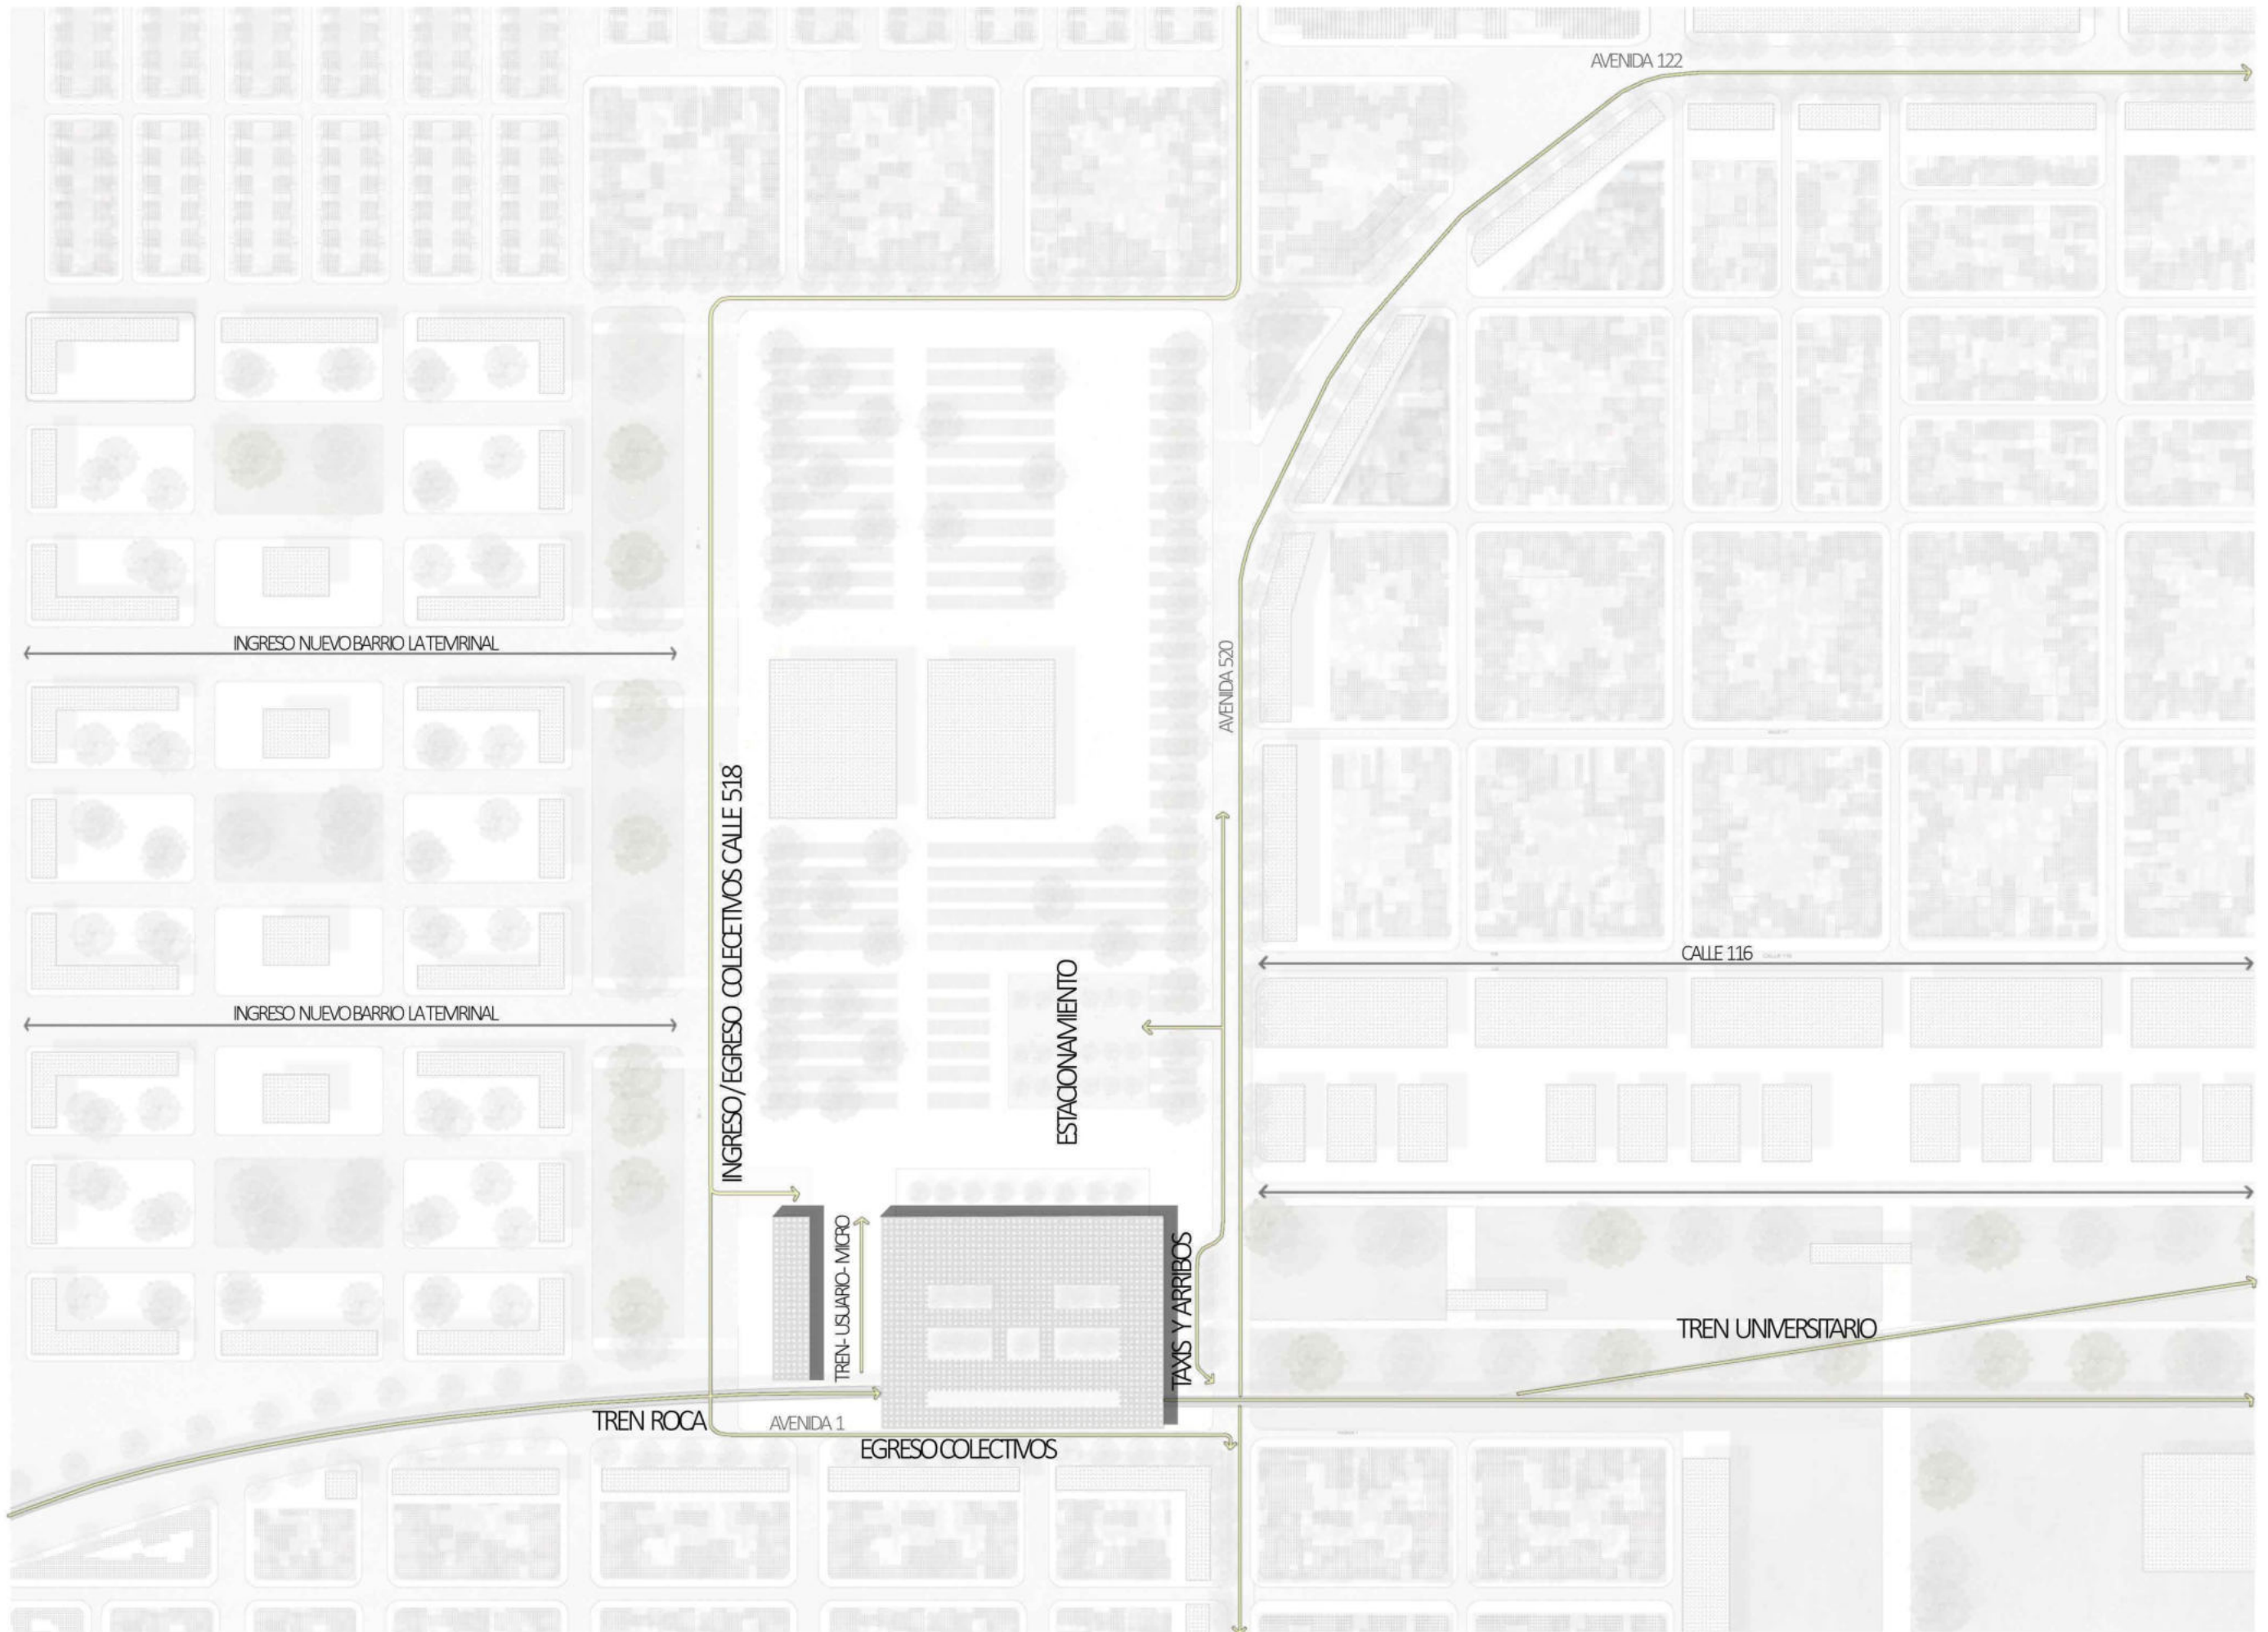 AVENIDA 122
INGRESO NUEVO BARRIO LA TEMRINAL
AVENIDA 520
INGRESO / EGRESO COLECETIVOS CALLE 518
CALLE 116
ESTACIONAMIENTO
INGRESO NUEVO BARRIO LA TEMRINAL
TREN- USUARIO- MICRO
TAXIS Y ARRIBOS
TREN UNIVERSITARIO
TREN ROCA
AVENIDA 1
EGRESO COLECTIVOS